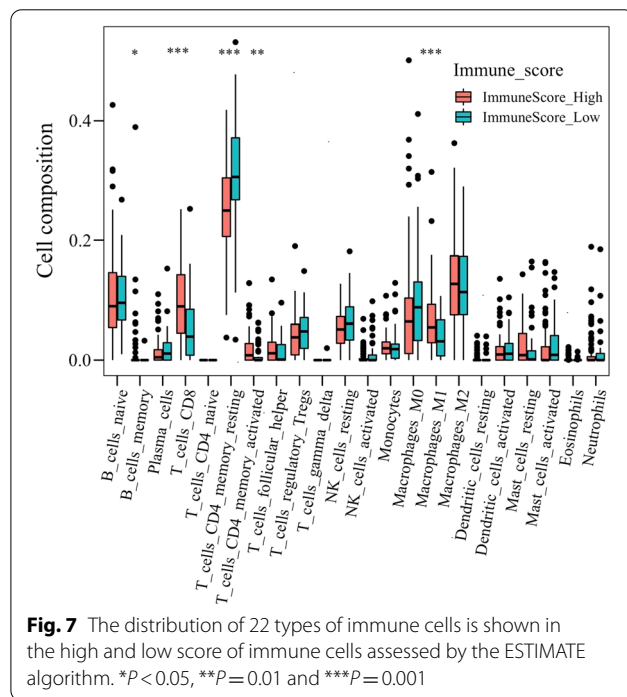 * *** *** ** ***
Immune_score
ImmuneScore_High
ImmuneScore_Low
Cell composition
0.4
0.2
0.0
B_cells_naive
B_cells_memory
Plasma_cells
T_cells_CD8
T_cells_CD4_naive
T_cells_CD4_memory_resting
T_cells_CD4_memory_activated
T_cells_follicular_helper
T_cells_regulatory_Tregs
T_cells_gamma_delta
NK_cells_resting
NK_cells_activated
Monocytes
Macrophages_M0
Macrophages_M1
Macrophages_M2
Dendritic_cells_resting
Dendritic_cells_activated
Mast_cells_resting
Mast_cells_activated
Eosinophils
Neutrophils
Fig. 7 The distribution of 22 types of immune cells is shown in
the high and low score of immune cells assessed by the ESTIMATE
algorithm. *P < 0.05, **P = 0.01 and ***P = 0.001